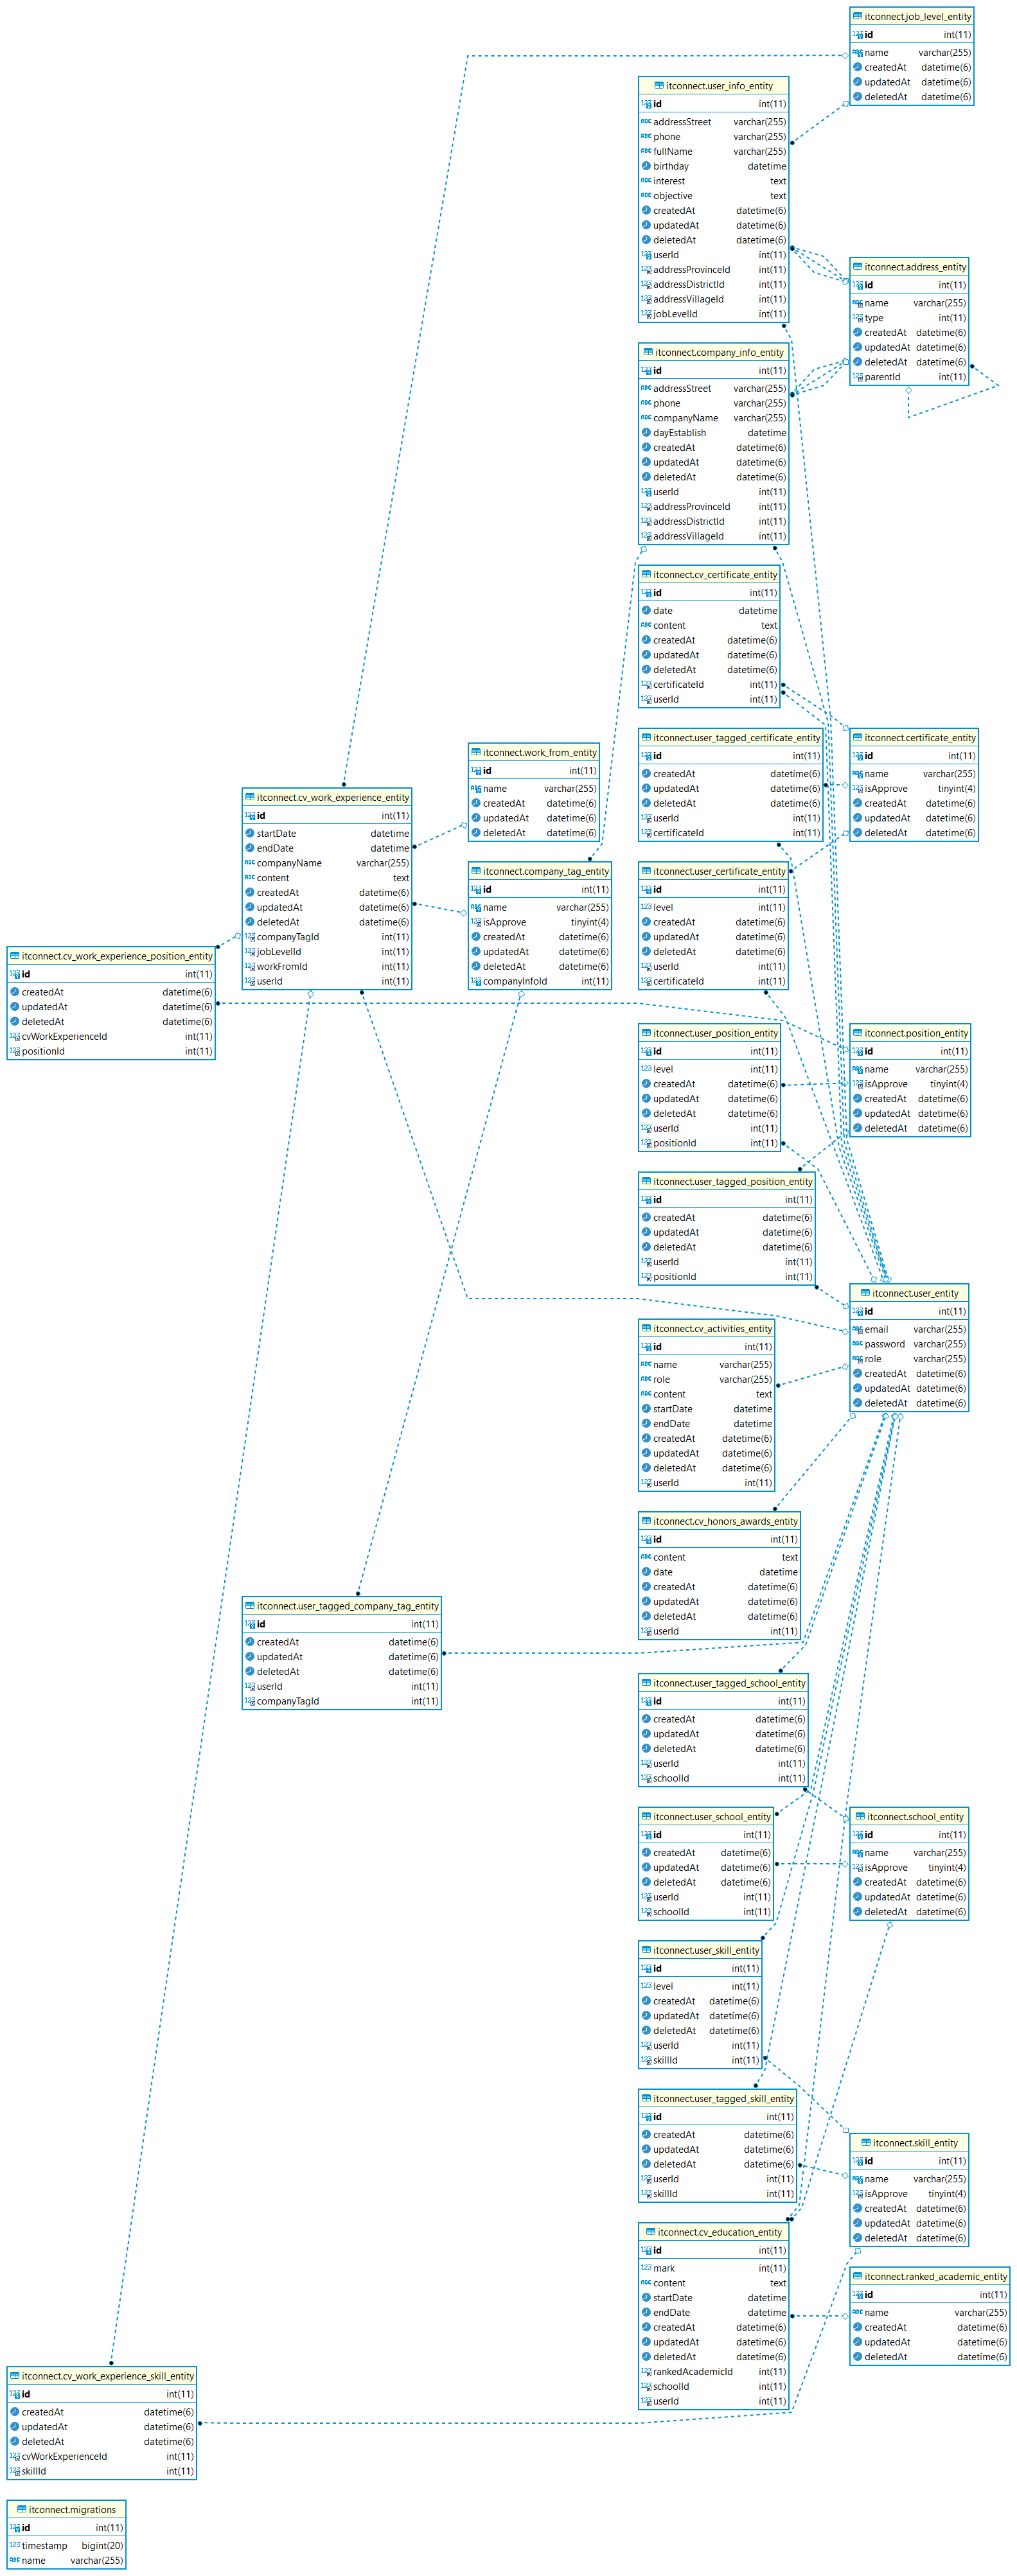 itconnect.job_level_entity
id int(11)
name varchar(255)
createdAt datetime(6)
updatedAt datetime(6)
deletedAt datetime(6)
itconnect.user_info_entity
id int(11)
addressStreet varchar(255)
phone varchar(255)
fullName varchar(255)
birthday datetime
interest text
objective text
createdAt datetime(6)
updatedAt datetime(6)
deletedAt datetime(6)
userId int(11)
addressProvinceId int(11)
addressDistrictId int(11)
addressVillageId int(11)
jobLevelId int(11)
itconnect.address_entity
id int(11)
name varchar(255)
type int(11)
createdAt datetime(6)
updatedAt datetime(6)
deletedAt datetime(6)
parentId int(11)
itconnect.company_info_entity
id int(11)
addressStreet varchar(255)
phone varchar(255)
companyName varchar(255)
dayEstablish datetime
createdAt datetime(6)
updatedAt datetime(6)
deletedAt datetime(6)
userId int(11)
addressProvinceId int(11)
addressDistrictId int(11)
addressVillageId int(11)
itconnect.cv_certificate_entity
id int(11)
date datetime
content text
createdAt datetime(6)
updatedAt datetime(6)
deletedAt datetime(6)
certificateId int(11)
userId int(11)
itconnect.user_tagged_certificate_entity
id int(11)
createdAt datetime(6)
updatedAt datetime(6)
deletedAt datetime(6)
userId int(11)
certificateId int(11)
itconnect.certificate_entity
id int(11)
name varchar(255)
isApprove tinyint(4)
createdAt datetime(6)
updatedAt datetime(6)
deletedAt datetime(6)
itconnect.work_from_entity
id int(11)
name varchar(255)
createdAt datetime(6)
updatedAt datetime(6)
deletedAt datetime(6)
itconnect.cv_work_experience_entity
id int(11)
startDate datetime
endDate datetime
companyName varchar(255)
content text
createdAt datetime(6)
updatedAt datetime(6)
deletedAt datetime(6)
companyTagId int(11)
jobLevelId int(11)
workFromId int(11)
userId int(11)
itconnect.company_tag_entity
id int(11)
name varchar(255)
isApprove tinyint(4)
createdAt datetime(6)
updatedAt datetime(6)
deletedAt datetime(6)
companyInfoId int(11)
itconnect.user_certificate_entity
id int(11)
level int(11)
createdAt datetime(6)
updatedAt datetime(6)
deletedAt datetime(6)
userId int(11)
certificateId int(11)
itconnect.cv_work_experience_position_entity
id int(11)
createdAt datetime(6)
updatedAt datetime(6)
deletedAt datetime(6)
cvWorkExperienceId int(11)
positionId int(11)
itconnect.user_position_entity
id int(11)
level int(11)
createdAt datetime(6)
updatedAt datetime(6)
deletedAt datetime(6)
userId int(11)
positionId int(11)
itconnect.position_entity
id int(11)
name varchar(255)
isApprove tinyint(4)
createdAt datetime(6)
updatedAt datetime(6)
deletedAt datetime(6)
itconnect.user_tagged_position_entity
id int(11)
createdAt datetime(6)
updatedAt datetime(6)
deletedAt datetime(6)
userId int(11)
positionId int(11)
itconnect.user_entity
id int(11)
email varchar(255)
password varchar(255)
role varchar(255)
createdAt datetime(6)
updatedAt datetime(6)
deletedAt datetime(6)
itconnect.cv_activities_entity
id int(11)
name varchar(255)
role varchar(255)
content text
startDate datetime
endDate datetime
createdAt datetime(6)
updatedAt datetime(6)
deletedAt datetime(6)
userId int(11)
itconnect.cv_honors_awards_entity
id int(11)
content text
date datetime
createdAt datetime(6)
updatedAt datetime(6)
deletedAt datetime(6)
userId int(11)
itconnect.user_tagged_company_tag_entity
id int(11)
createdAt datetime(6)
updatedAt datetime(6)
deletedAt datetime(6)
userId int(11)
companyTagId int(11)
itconnect.user_tagged_school_entity
id int(11)
createdAt datetime(6)
updatedAt datetime(6)
deletedAt datetime(6)
userId int(11)
schoolId int(11)
itconnect.user_school_entity
id int(11)
createdAt datetime(6)
updatedAt datetime(6)
deletedAt datetime(6)
userId int(11)
schoolId int(11)
itconnect.school_entity
id int(11)
name varchar(255)
isApprove tinyint(4)
createdAt datetime(6)
updatedAt datetime(6)
deletedAt datetime(6)
itconnect.user_skill_entity
id int(11)
level int(11)
createdAt datetime(6)
updatedAt datetime(6)
deletedAt datetime(6)
userId int(11)
skillId int(11)
itconnect.user_tagged_skill_entity
id int(11)
createdAt datetime(6)
updatedAt datetime(6)
deletedAt datetime(6)
userId int(11)
skillId int(11)
itconnect.skill_entity
id int(11)
name varchar(255)
isApprove tinyint(4)
createdAt datetime(6)
updatedAt datetime(6)
deletedAt datetime(6)
itconnect.cv_education_entity
id int(11)
mark int(11)
content text
startDate datetime
endDate datetime
createdAt datetime(6)
updatedAt datetime(6)
deletedAt datetime(6)
rankedAcademicId int(11)
schoolId int(11)
userId int(11)
itconnect.ranked_academic_entity
id int(11)
name varchar(255)
createdAt datetime(6)
updatedAt datetime(6)
deletedAt datetime(6)
itconnect.cv_work_experience_skill_entity
id int(11)
createdAt datetime(6)
updatedAt datetime(6)
deletedAt datetime(6)
cvWorkExperienceId int(11)
skillId int(11)
itconnect.migrations
id int(11)
timestamp bigint(20)
name varchar(255)